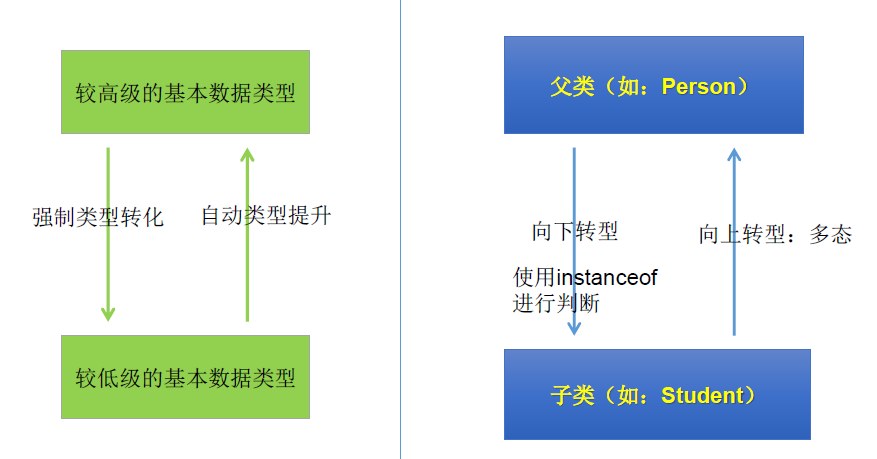 较高级的基本数据类型
强制类型转化
自动类型提升
较低级的基本数据类型
父类（如：Person）
向下转型
使用instanceof
进行判断
向上转型：多态
子类（如：Student）